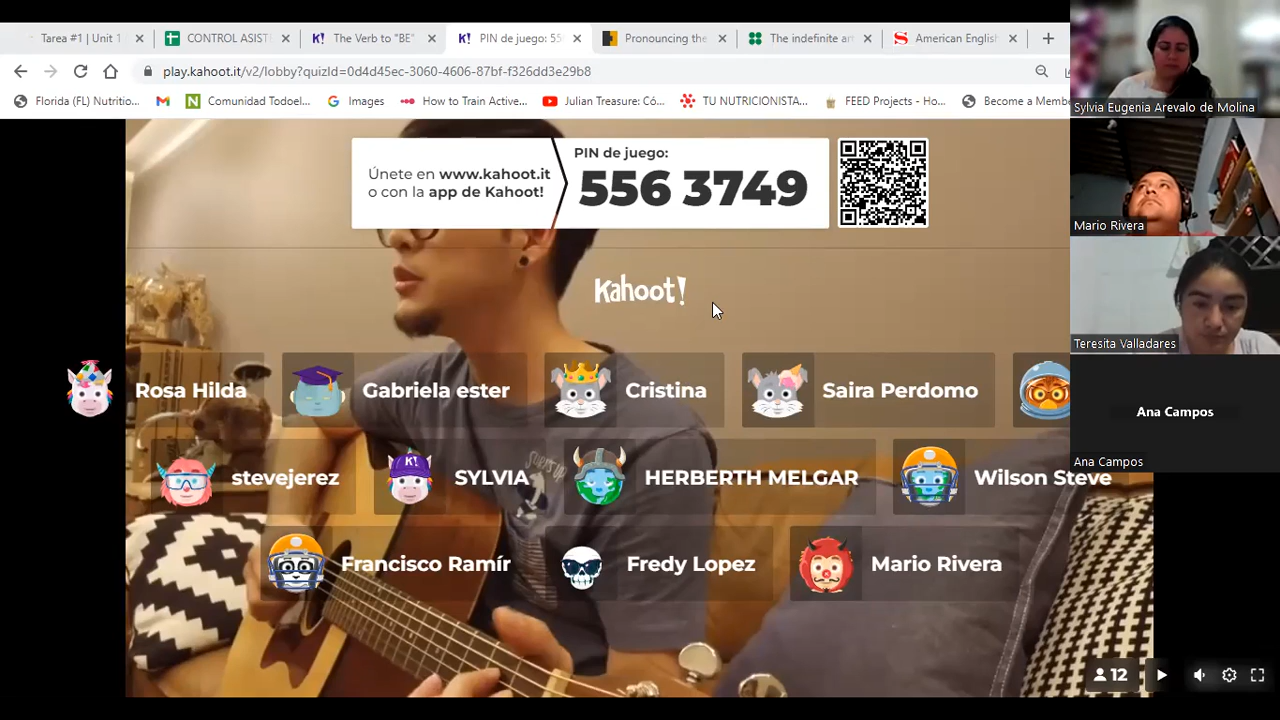 Tarea #1 | Unit 1
CONTROL ASIST
The Verb to "BE"
PIN de juego: 55
Pronouncing the
The indefinite ar
American English
play.kahoot.it/v2/lobby?quizId=0d4d45ec-3060-4606-87bf-f326dd3e29b8
Florida (FL) Nutritio...
Comunidad Todoel...
Images
How to Train Active...
Julian Treasure: Có...
TU NUTRICIONISTA...
FEED Projects - Ho...
Become a Membe
Únete en www.kahoot.it
o con la app de Kahoot!
PIN de juego:
556 3749
Kahoot!
Rosa Hilda
Gabriela ester
Cristina
Saira Perdomo
stevejerez
SYLVIA
HERBERTH MELGAR
Wilson Steve
Francisco Ramír
Fredy Lopez
Mario Rivera
12
Sylvia Eugenia Arevalo de Molina
Mario Rivera
Teresita Valladares
Ana Campos
Ana Campos